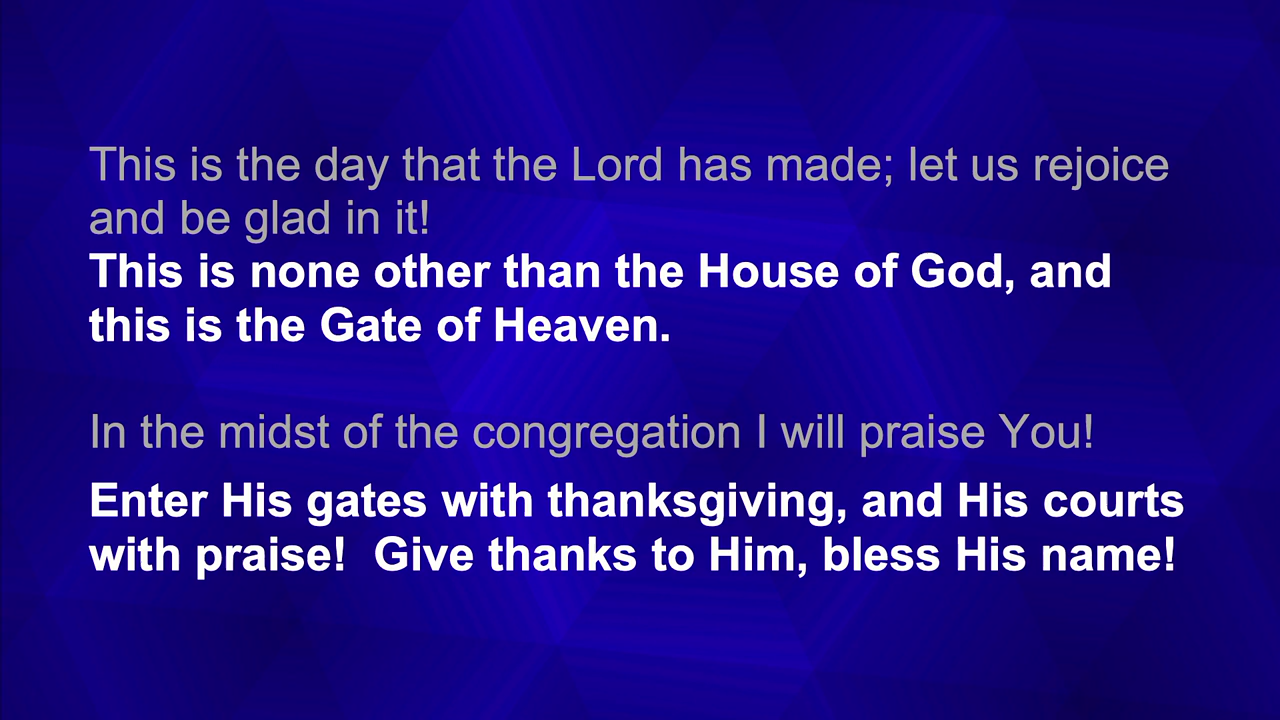 This is the day that the Lord has made; let us rejoice
and be glad in it!
This is none other than the House of God, and
this is the Gate of Heaven.
In the midst of the congregation I will praise You!
Enter His gates with thanksgiving, and His courts
with praise!  Give thanks to Him, bless His name!